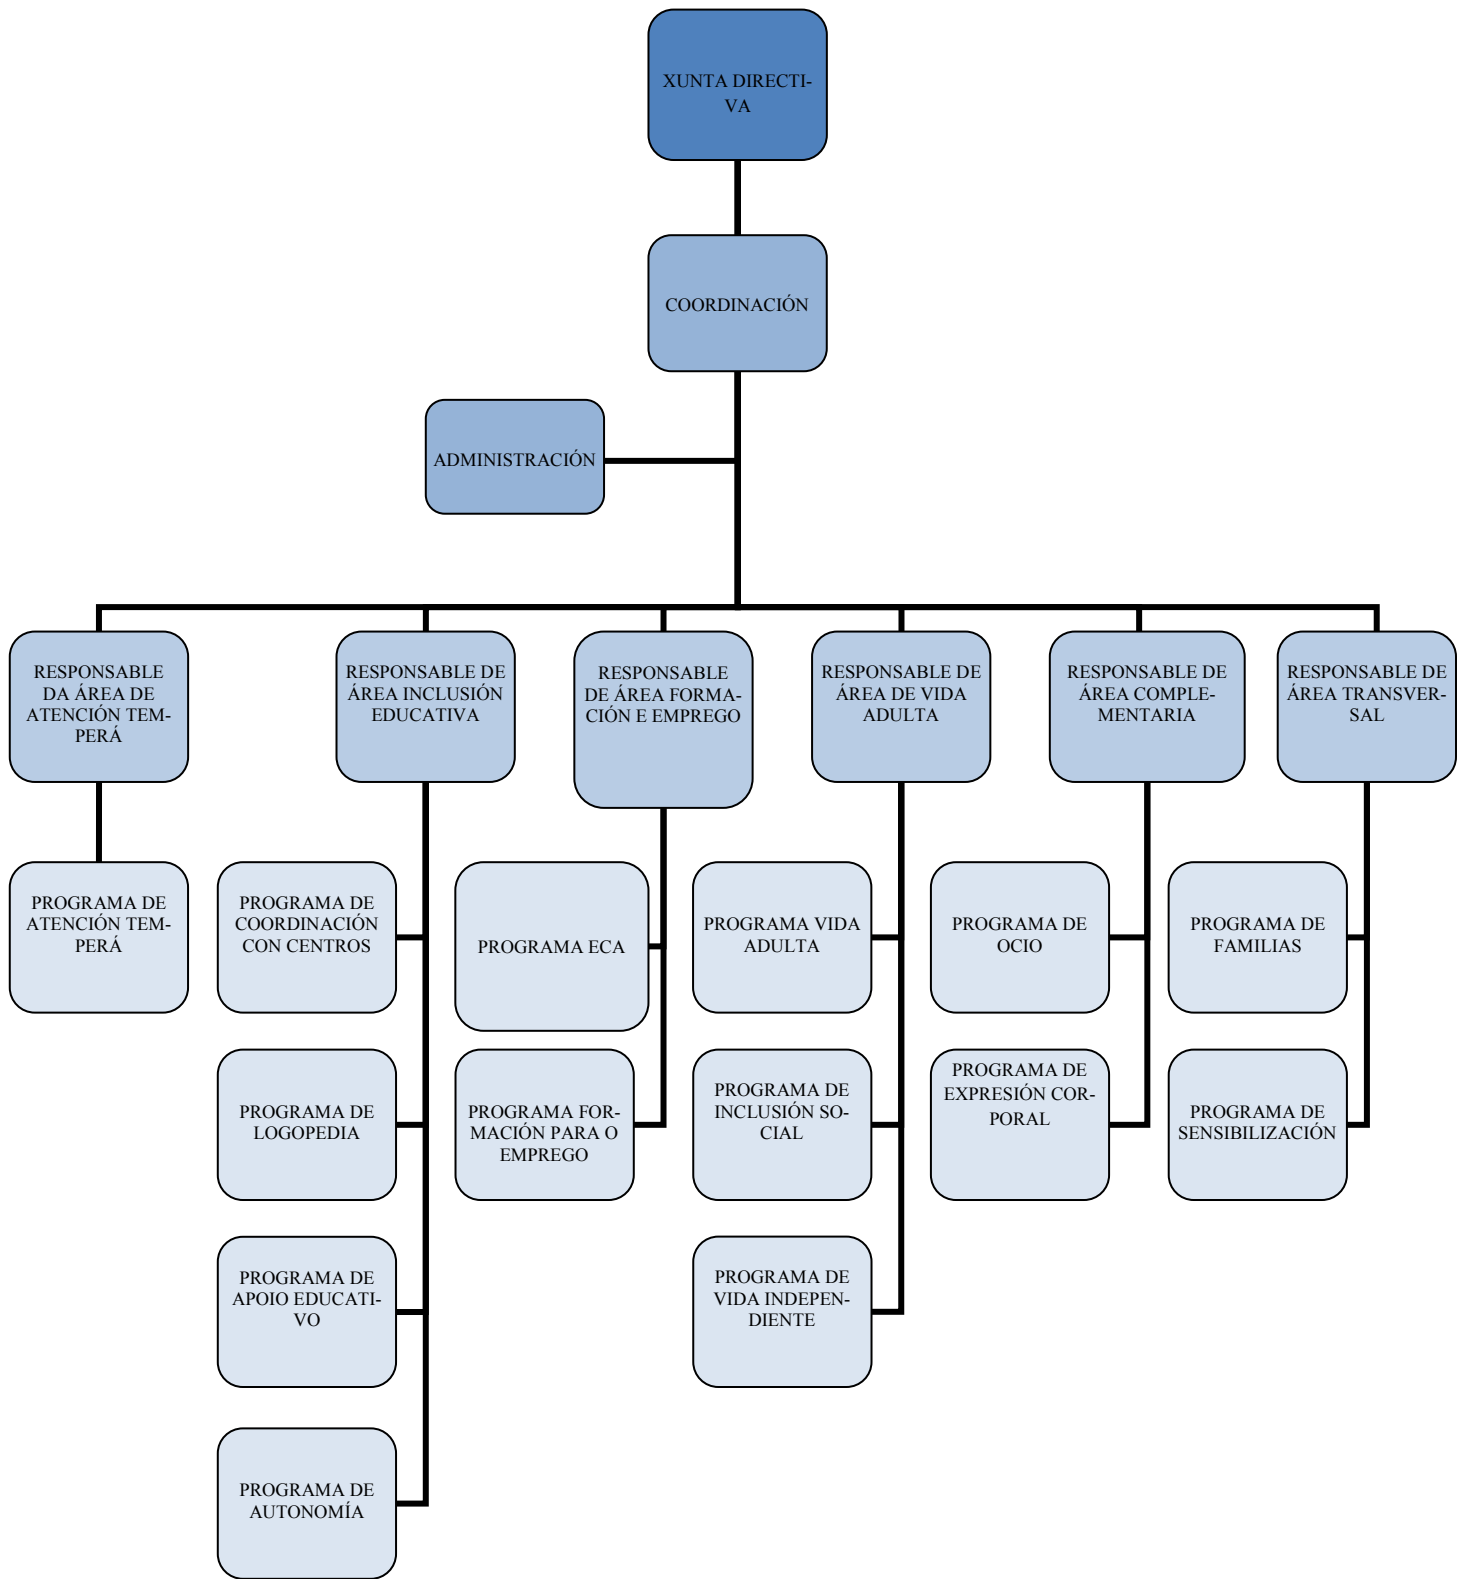 XUNTA DIRECTI-
VA
COORDINACIÓN
ADMINISTRACIÓN
RESPONSABLE
DA ÁREA DE
ATENCIÓN TEM-
PERÁ
RESPONSABLE DE
ÁREA INCLUSIÓN
EDUCATIVA
RESPONSABLE
DE ÁREA FORMA-
CIÓN E EMPREGO
RESPONSABLE DE
ÁREA DE VIDA
ADULTA
RESPONSABLE DE
ÁREA COMPLE-
MENTARIA
RESPONSABLE DE
ÁREA TRANSVER-
SAL
PROGRAMA DE
ATENCIÓN TEM-
PERÁ
PROGRAMA DE
COORDINACIÓN
CON CENTROS
PROGRAMA ECA
PROGRAMA VIDA
ADULTA
PROGRAMA DE
OCIO
PROGRAMA DE
FAMILIAS
PROGRAMA DE
LOGOPEDIA
PROGRAMA FOR-
MACIÓN PARA O
EMPREGO
PROGRAMA DE
INCLUSIÓN SO-
CIAL
PROGRAMA DE
EXPRESIÓN COR-
PORAL
PROGRAMA DE
SENSIBILIZACIÓN
PROGRAMA DE
APOIO EDUCATI-
VO
PROGRAMA DE
VIDA INDEPEN-
DIENTE
PROGRAMA DE
AUTONOMÍA